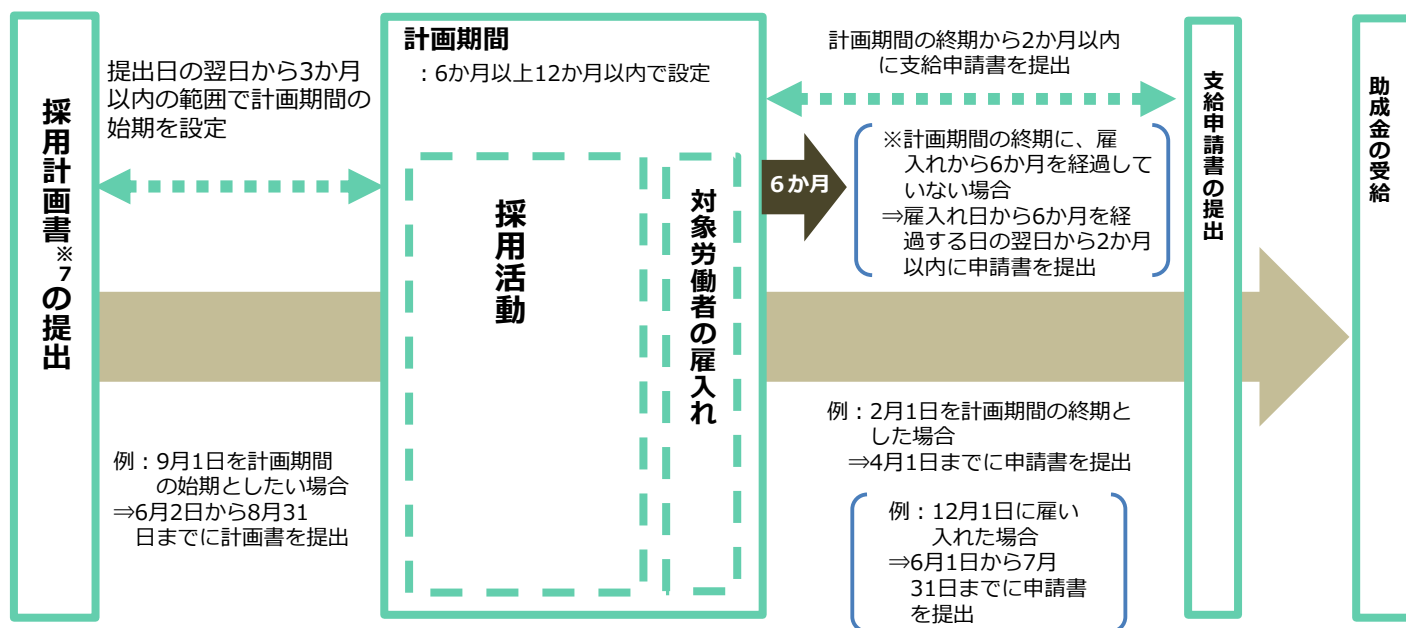 採用計画書※7の提出
提出日の翌日から3か月
以内の範囲で計画期間の
始期を設定
例：9月1日を計画期間
の始期としたい場合
⇒6月2日から8月31
日までに計画書を提出
計画期間
：6か月以上12か月以内で設定
採用活動
対象労働者の雇入れ
6か月
計画期間の終期から2か月以内
に支給申請書を提出
※計画期間の終期に、雇
入れから6か月を経過して
いない場合
⇒雇入れ日から6か月を経
過する日の翌日から2か月
以内に申請書を提出
例：2月1日を計画期間の終期と
した場合
⇒4月1日までに申請書を提出
例：12月1日に雇い
入れた場合
⇒6月1日から7月
31日までに申請書
を提出
支給申請書の提出
助成金の受給